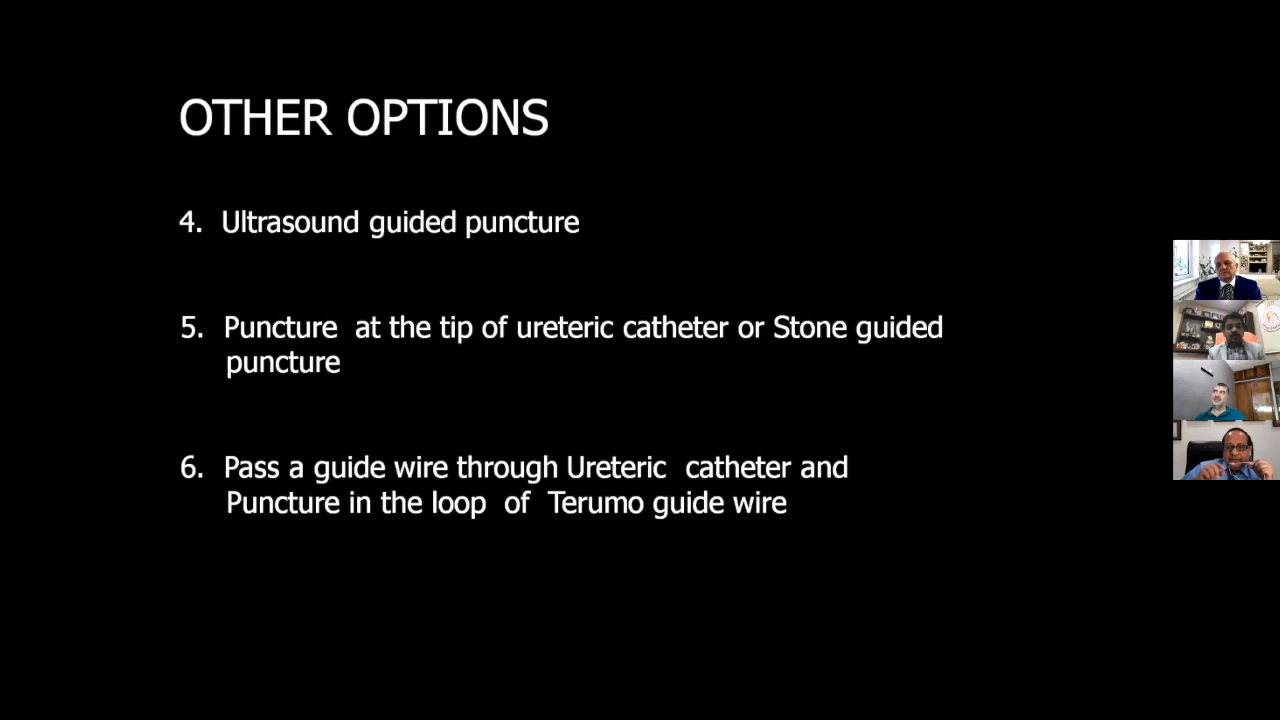 OTHER OPTIONS
4. Ultrasound guided puncture
5. Puncture at the tip of ureteric catheter or Stone guided
puncture
6. Pass a guide wire through Ureteric catheter and
Puncture in the loop of Terumo guide wire